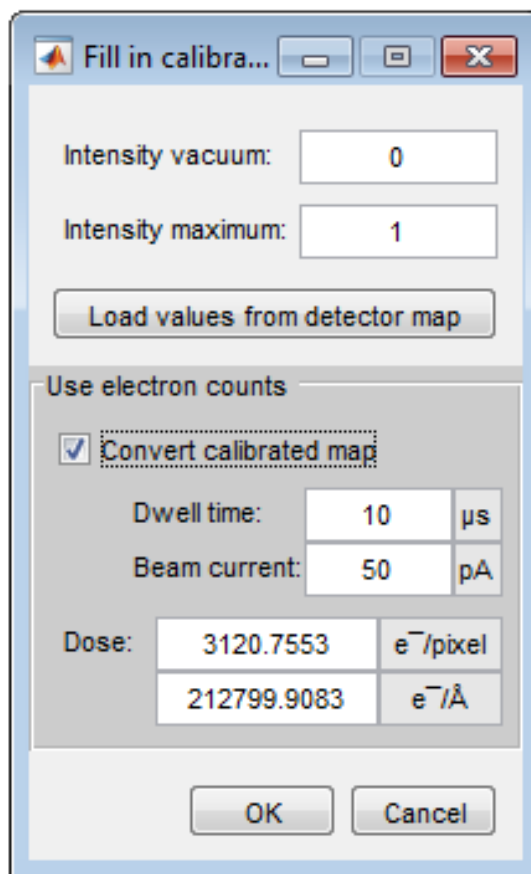 Fill in calibra...
Intensity vacuum: 0
Intensity maximum: 1
Load values from detector map
Use electron counts
Convert calibrated map
Dwell time: 10 µs
Beam current: 50 pA
Dose: 3120.7553 e¯/pixel
212799.9083 e¯/Å
OK Cancel